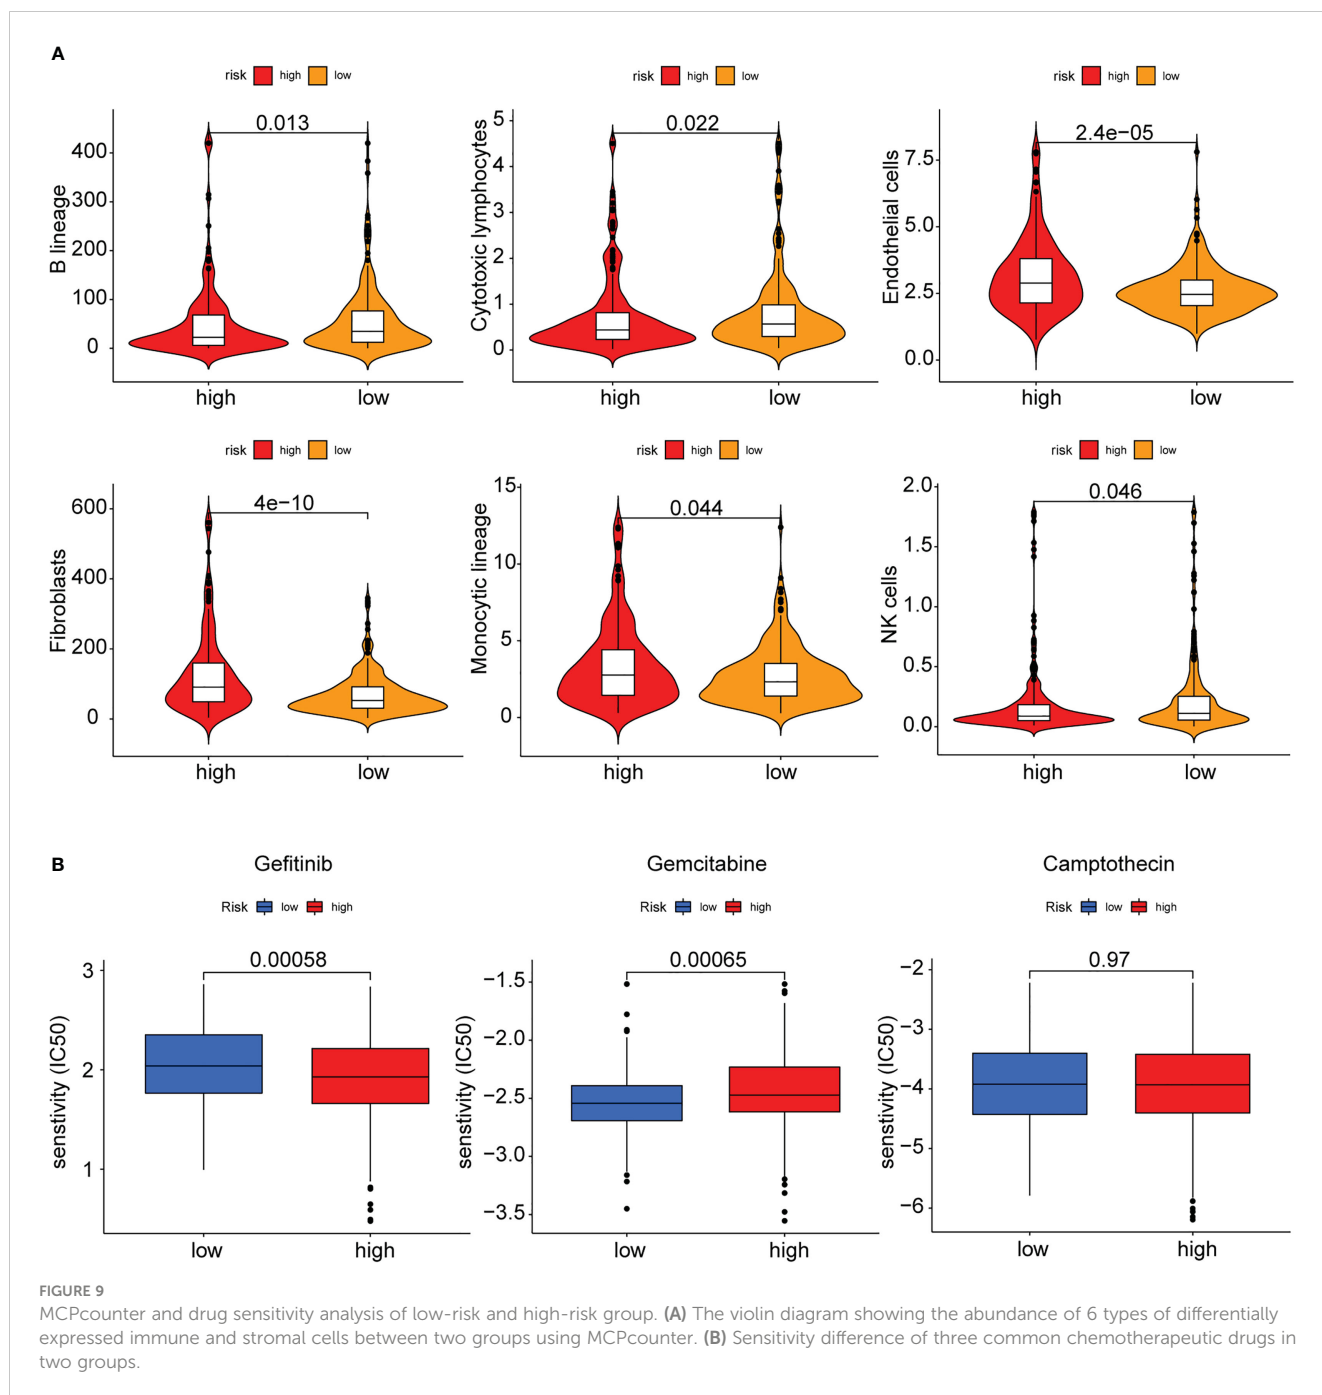 A
risk high low
risk high low
risk high low
B lineage
400
300
200
100
0
0.013
high low
Cytotoxic lymphocytes
5
4
3
2
1
0
0.022
high low
Endothelial cells
7.5
5.0
2.5
0.0
2.4e−05
high low
risk high low
risk high low
risk high low
Fibroblasts
600
400
200
0
4e−10
high low
Monocytic lineage
15
10
5
0
0.044
high low
NK cells
2.0
1.5
1.0
0.5
0.0
0.046
high low
B
Gefitinib
Risk low high
senstivity (IC50)
3
2
1
0.00058
low high
Gemcitabine
Risk low high
senstivity (IC50)
−1.5
−2.0
−2.5
−3.0
−3.5
0.00065
low high
Camptothecin
Risk low high
senstivity (IC50)
−2
−3
−4
−5
−6
0.97
low high
FIGURE 9
MCPcounter and drug sensitivity analysis of low-risk and high-risk group. (A) The violin diagram showing the abundance of 6 types of differentially
expressed immune and stromal cells between two groups using MCPcounter. (B) Sensitivity difference of three common chemotherapeutic drugs in
two groups.